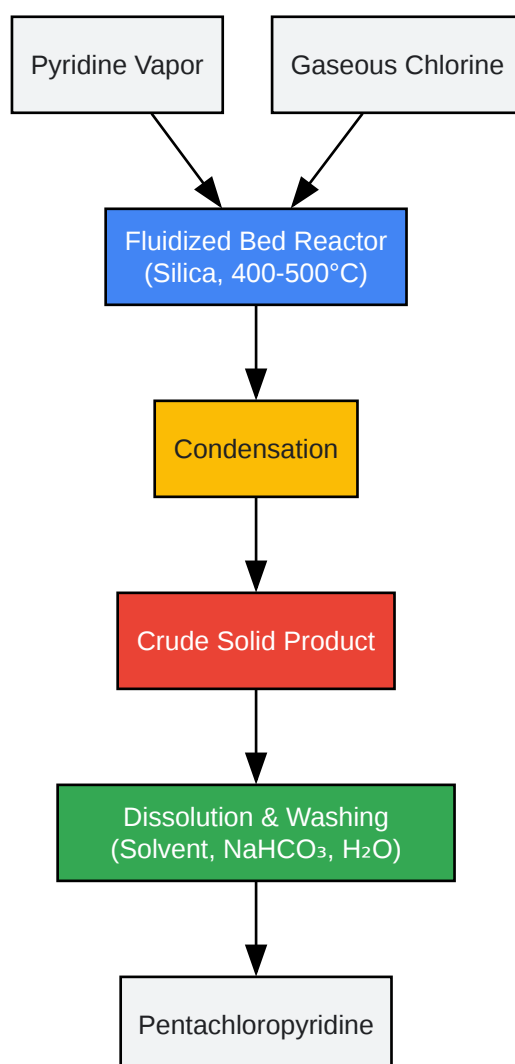 Pyridine Vapor
Gaseous Chlorine
Fluidized Bed Reactor
(Silica, 400-500°C)
Condensation
Crude Solid Product
Dissolution & Washing
(Solvent, NaHCO₃, H₂O)
Pentachloropyridine